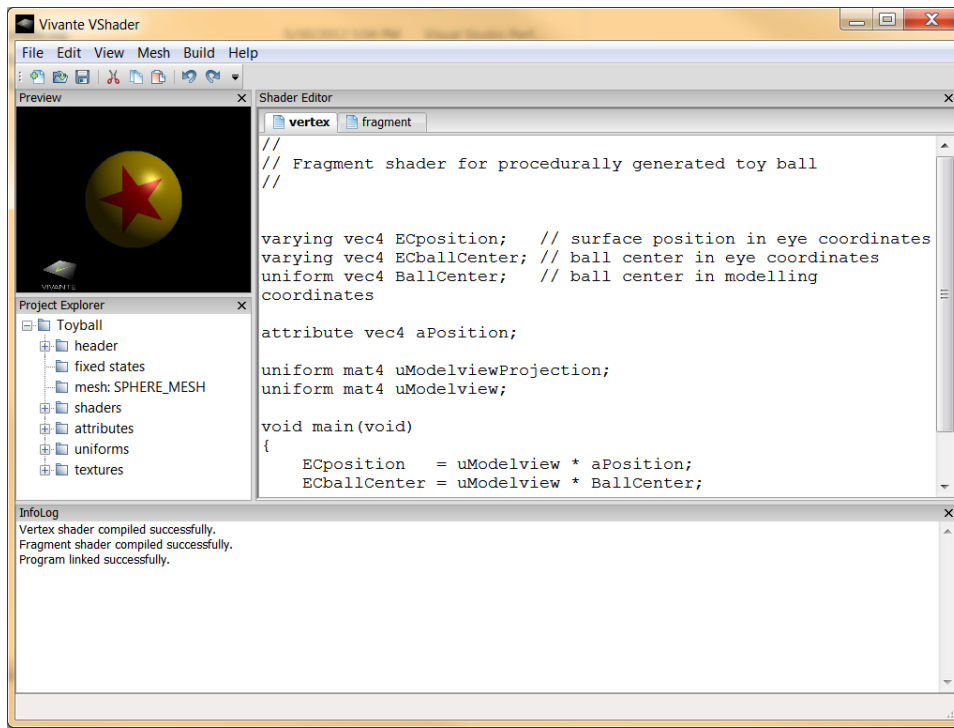 Vivante VShader
File Edit View Mesh Build Help
Preview
VIVANTE
Project Explorer
Toyball
header
fixed states
mesh: SPHERE_MESH
shaders
attributes
uniforms
textures
Shader Editor
vertex fragment
//
// Fragment shader for procedurally generated toy ball
//
varying vec4 ECposition; // surface position in eye coordinates
varying vec4 ECballCenter; // ball center in eye coordinates
uniform vec4 BallCenter; // ball center in modelling
coordinates
attribute vec4 aPosition;
uniform mat4 uModelviewProjection;
uniform mat4 uModelview;
void main(void)
{
ECposition = uModelview * aPosition;
ECballCenter = uModelview * BallCenter;
InfoLog
Vertex shader compiled successfully.
Fragment shader compiled successfully.
Program linked successfully.